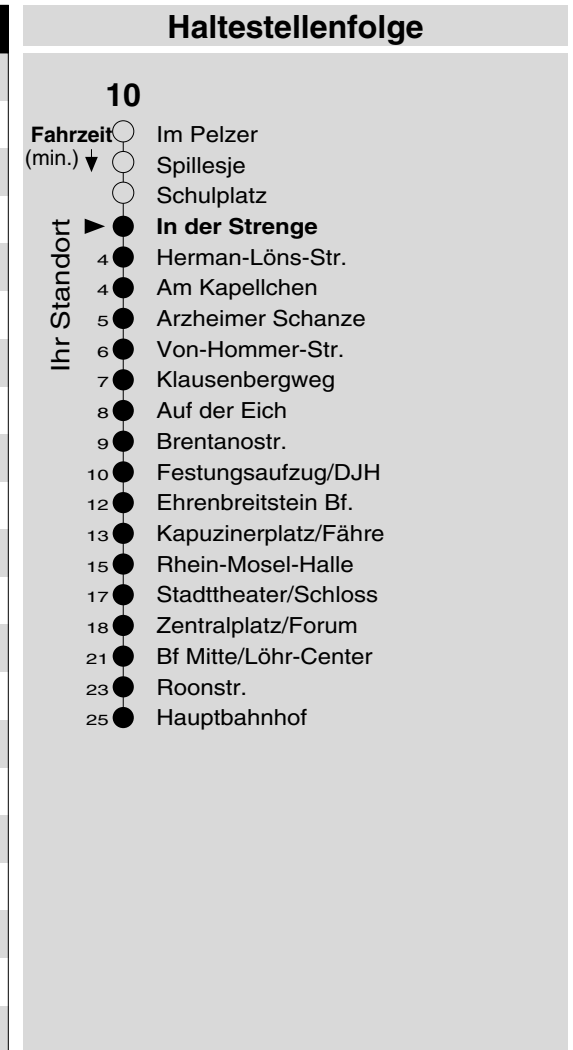 Haltestellenfolge
10
Fahrzeit
(min.)
Im Pelzer
Spillesje
Schulplatz
Ihr Standort
In der Strenge
4 Herman-Löns-Str.
4 Am Kapellchen
5 Arzheimer Schanze
6 Von-Hommer-Str.
7 Klausenbergweg
8 Auf der Eich
9 Brentanostr.
10 Festungsaufzug/DJH
12 Ehrenbreitstein Bf.
13 Kapuzinerplatz/Fähre
15 Rhein-Mosel-Halle
17 Stadttheater/Schloss
18 Zentralplatz/Forum
21 Bf Mitte/Löhr-Center
23 Roonstr.
25 Hauptbahnhof